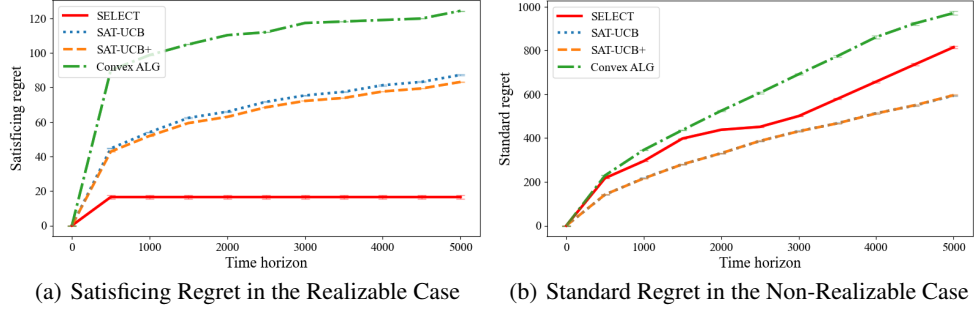 SELECT
SAT-UCB
SAT-UCB+
Convex ALG
Satisficing regret
120
100
80
60
40
20
0
0 1000 2000 3000 4000 5000
Time horizon
(a) Satisficing Regret in the Realizable Case
SELECT
SAT-UCB
SAT-UCB+
Convex ALG
Standard regret
1000
800
600
400
200
0
0 1000 2000 3000 4000 5000
Time horizon
(b) Standard Regret in the Non-Realizable Case